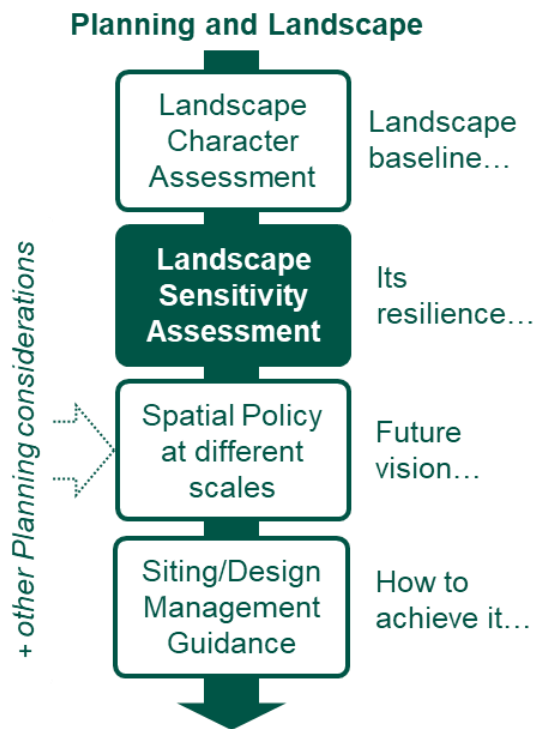 Planning and Landscape
Landscape
Character
Assessment
Landscape
baseline…
Landscape
Sensitivity
Assessment
Its
resilience…
+ other Planning considerations
Spatial Policy
at different
scales
Future
vision…
Siting/Design
Management
Guidance
How to
achieve it…